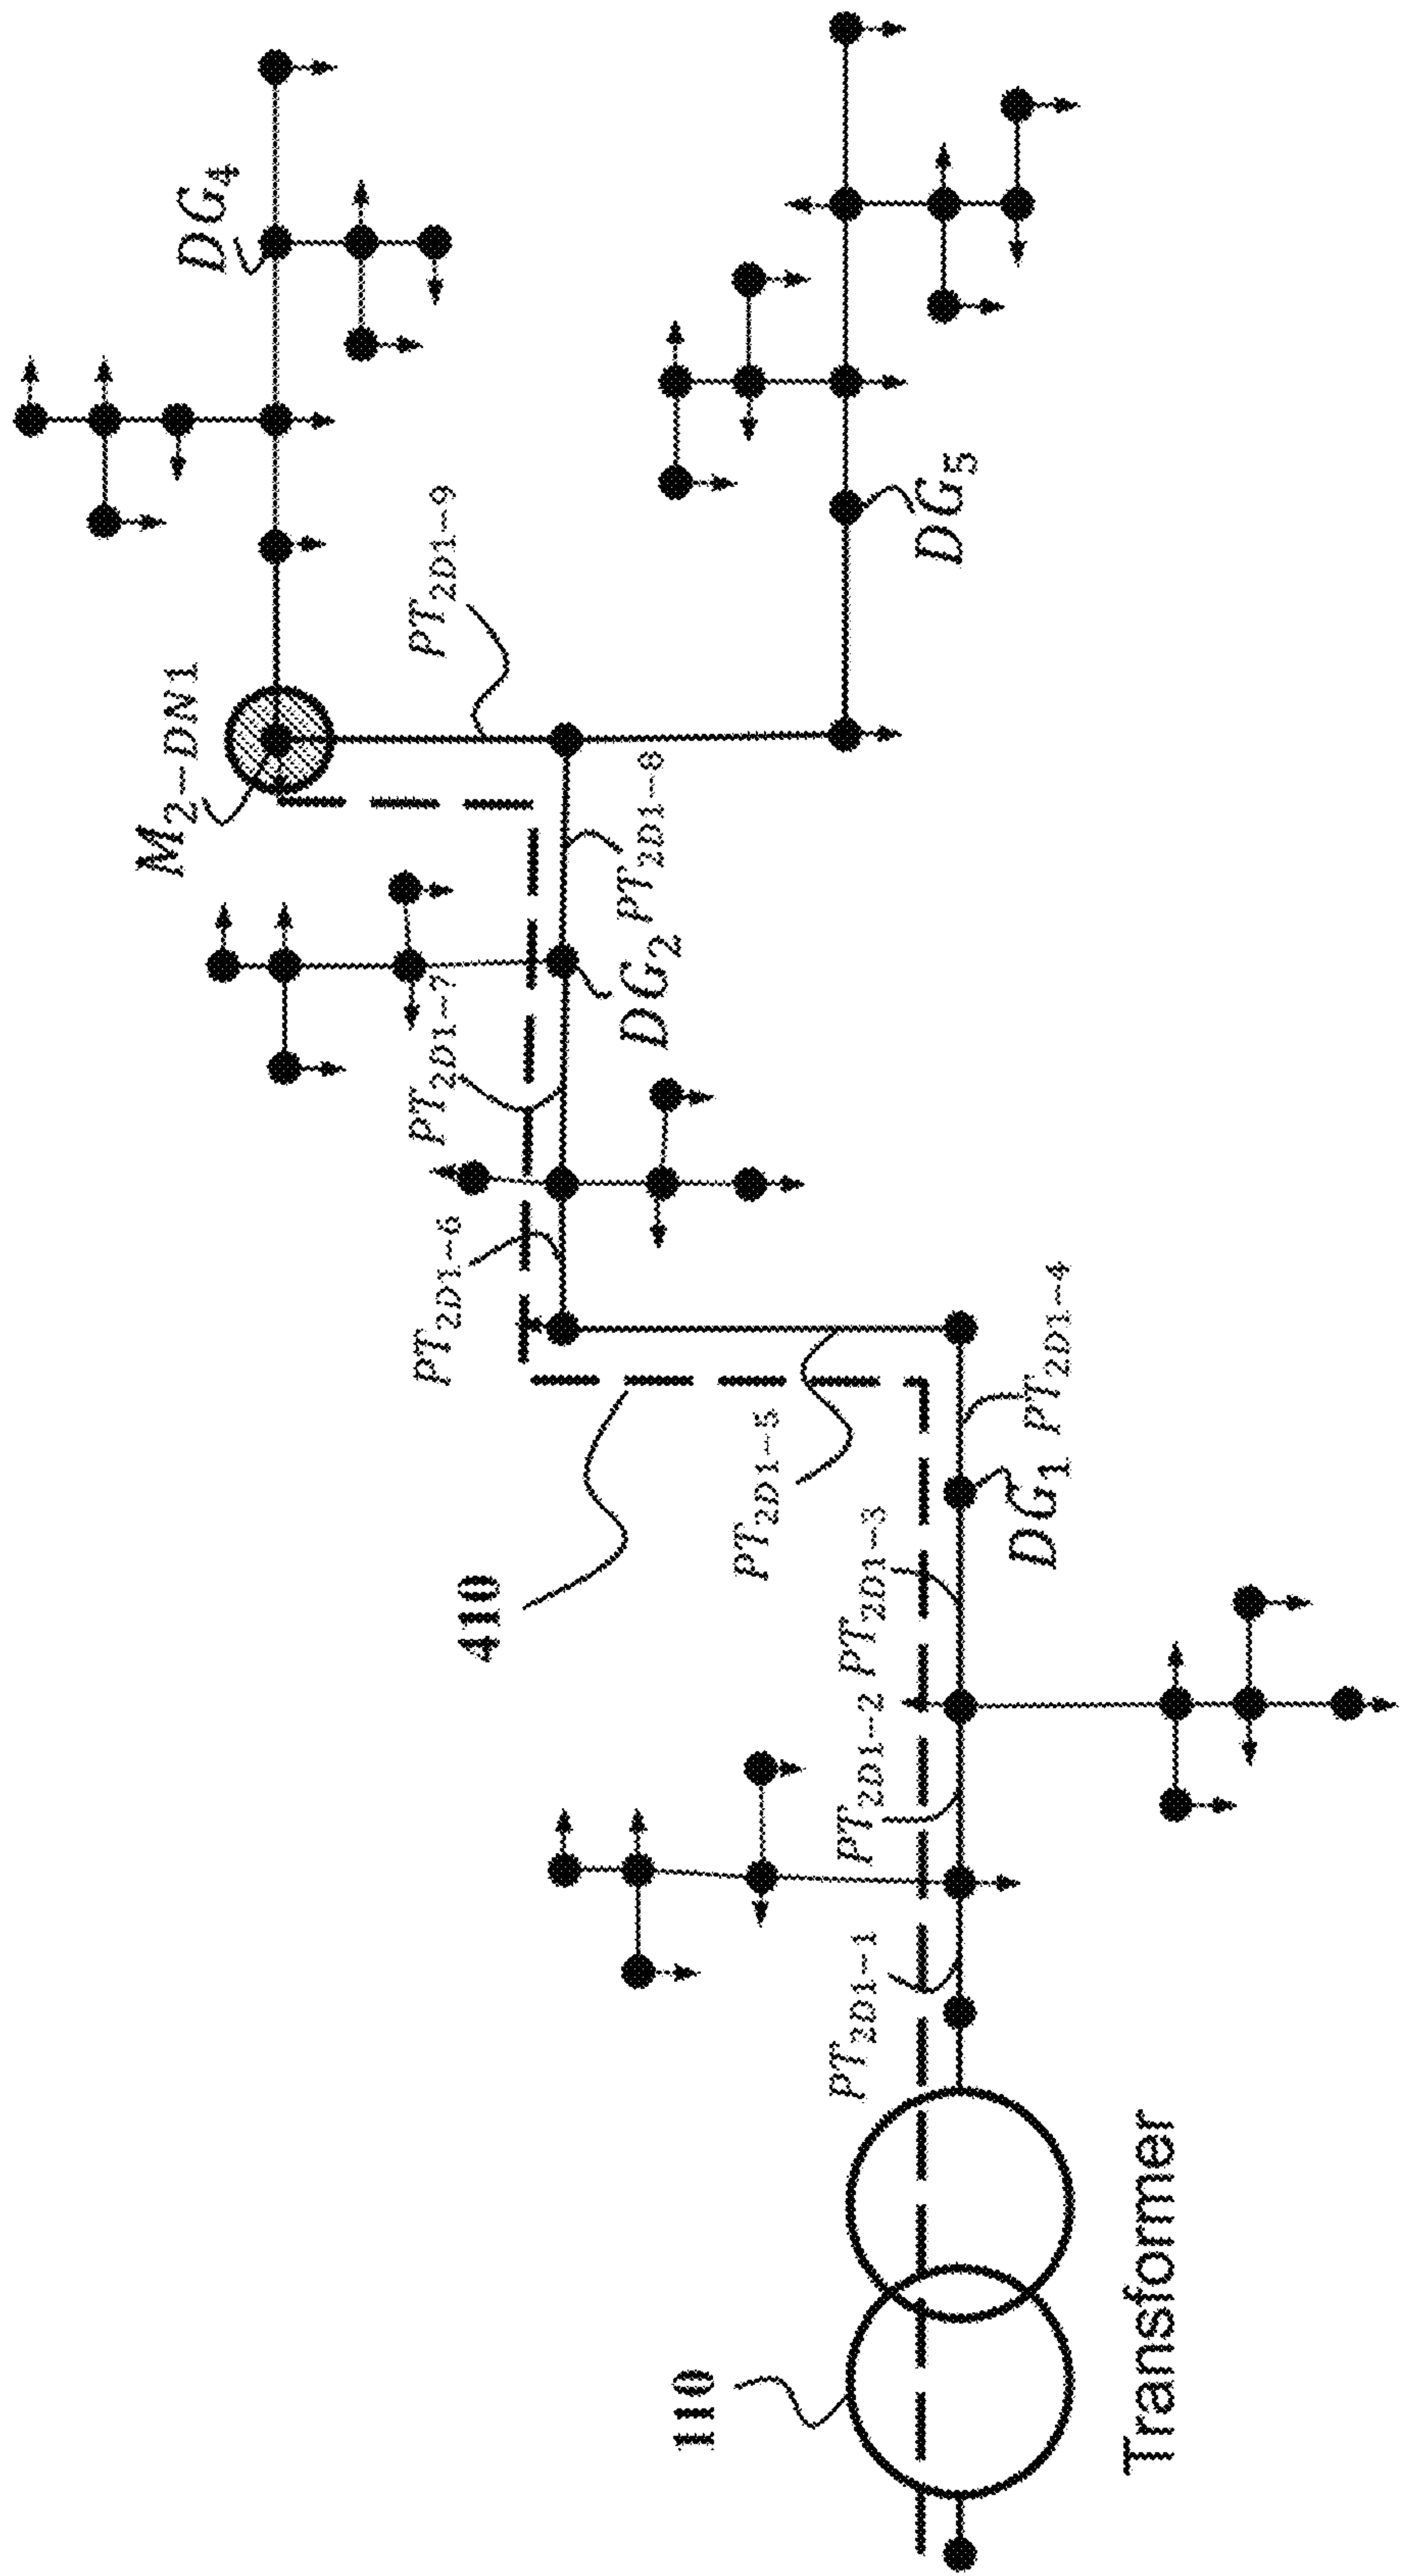 110
Transformer
PT2D1-1
PT2D1-2
PT2D1-3
410
DG1
PT2D1-4
PT2D1-5
PT2D1-6
PT2D1-7
DG2
PT2D1-8
M2-DN1
PT2D1-9
DG4
DG5